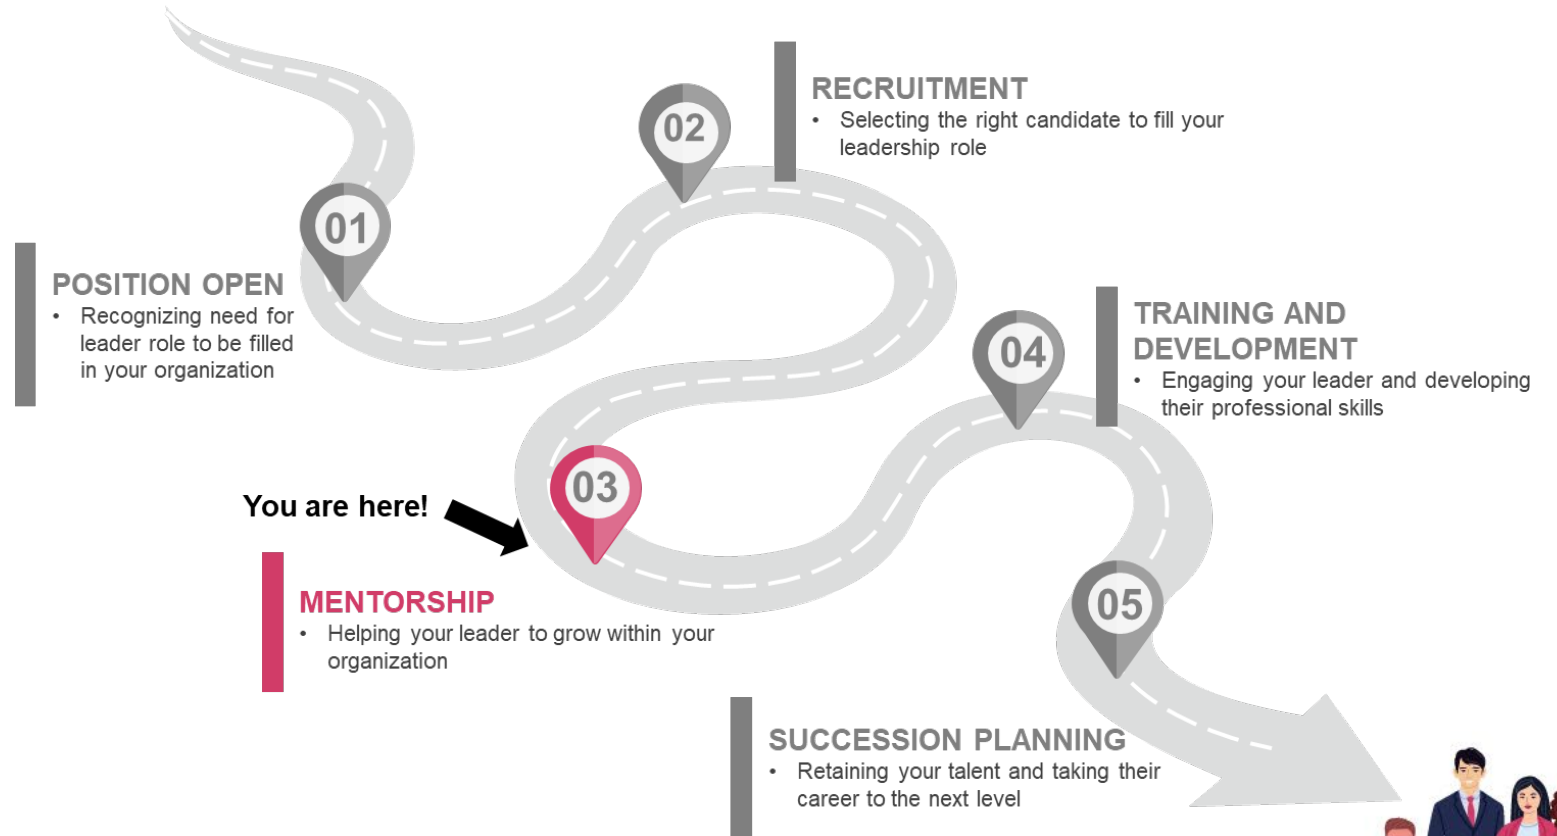 01
POSITION OPEN
• Recognizing need for
leader role to be filled
in your organization
02
RECRUITMENT
• Selecting the right candidate to fill your
leadership role
03
You are here!
MENTORSHIP
• Helping your leader to grow within your
organization
04
TRAINING AND
DEVELOPMENT
• Engaging your leader and developing
their professional skills
05
SUCCESSION PLANNING
• Retaining your talent and taking their
career to the next level